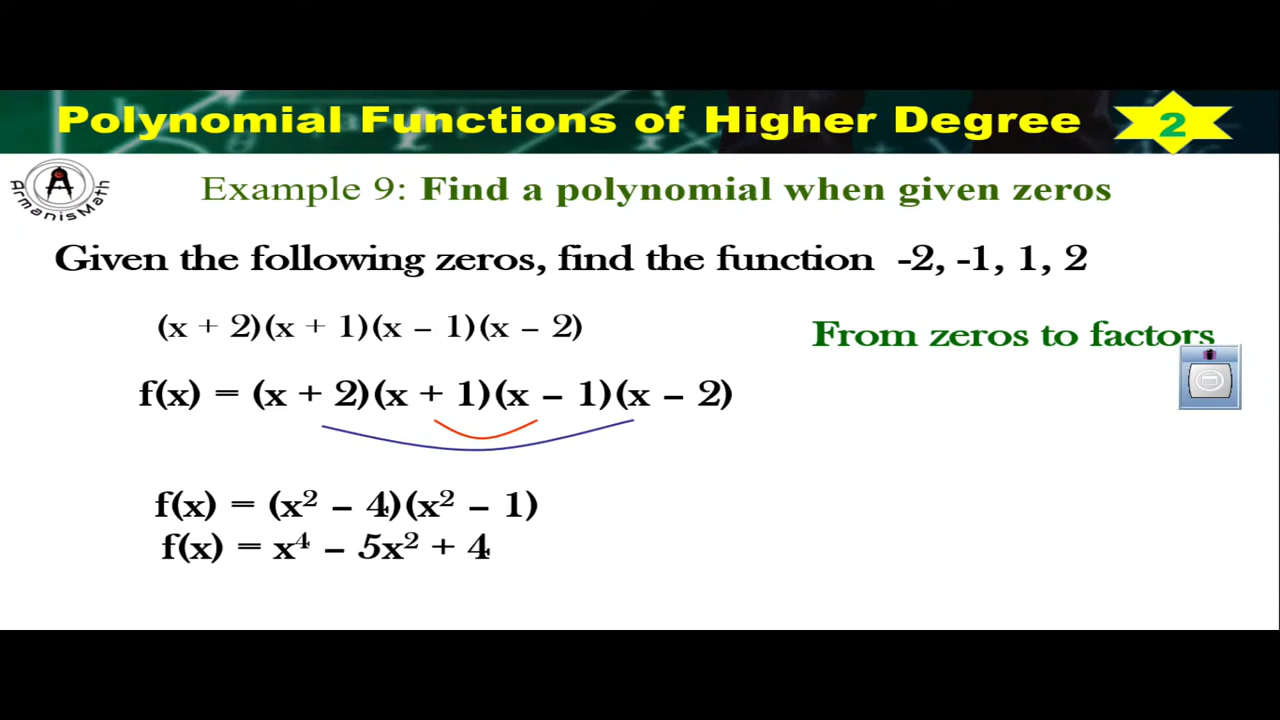 Polynomial Functions of Higher Degree
2
A
ArmanisMath
Example 9: Find a polynomial when given zeros
Given the following zeros, find the function -2, -1, 1, 2
(x + 2)(x + 1)(x – 1)(x – 2)
From zeros to factors
f(x) = (x + 2)(x + 1)(x – 1)(x – 2)
f(x) = (x² – 4)(x² – 1)
f(x) = x⁴ – 5x² + 4